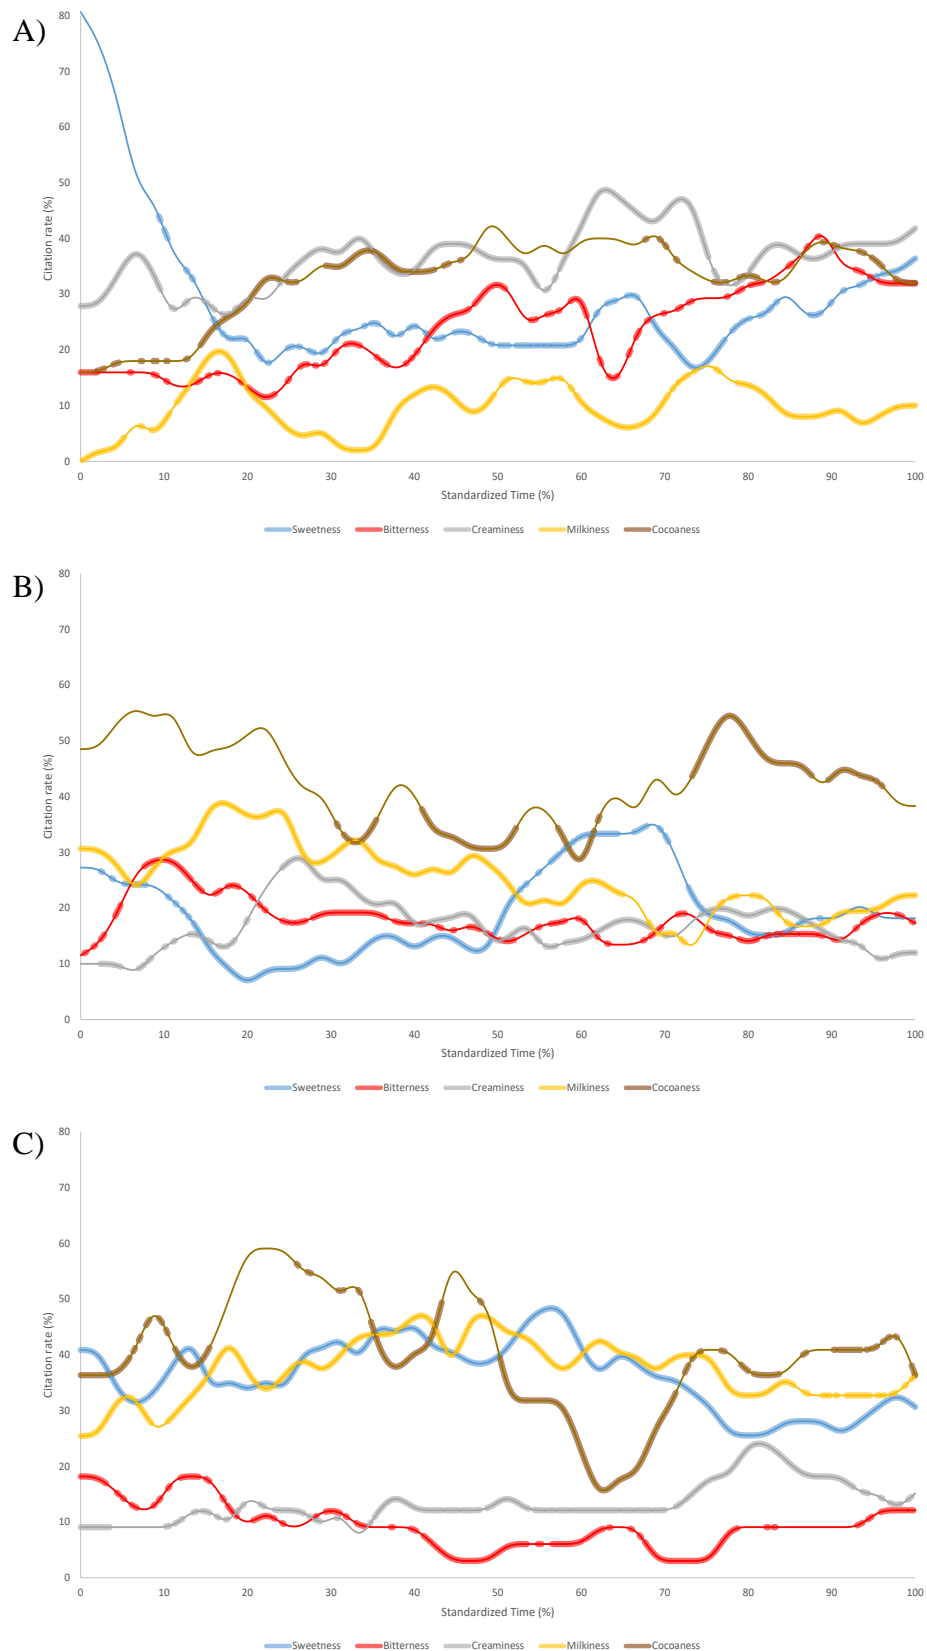 A)
80
70
60
50
40
30
20
10
0
Citation rate (%)
0 10 20 30 40 50 60 70 80 90 100
Standardized Time (%)
Sweetness Bitterness Creaminess Milkiness Cocoaness
B)
80
70
60
50
40
30
20
10
0
Citation rate (%)
0 10 20 30 40 50 60 70 80 90 100
Standardized Time (%)
Sweetness Bitterness Creaminess Milkiness Cocoaness
C)
80
70
60
50
40
30
20
10
0
Citation rate (%)
0 10 20 30 40 50 60 70 80 90 100
Standardized Time (%)
Sweetness Bitterness Creaminess Milkiness Cocoaness